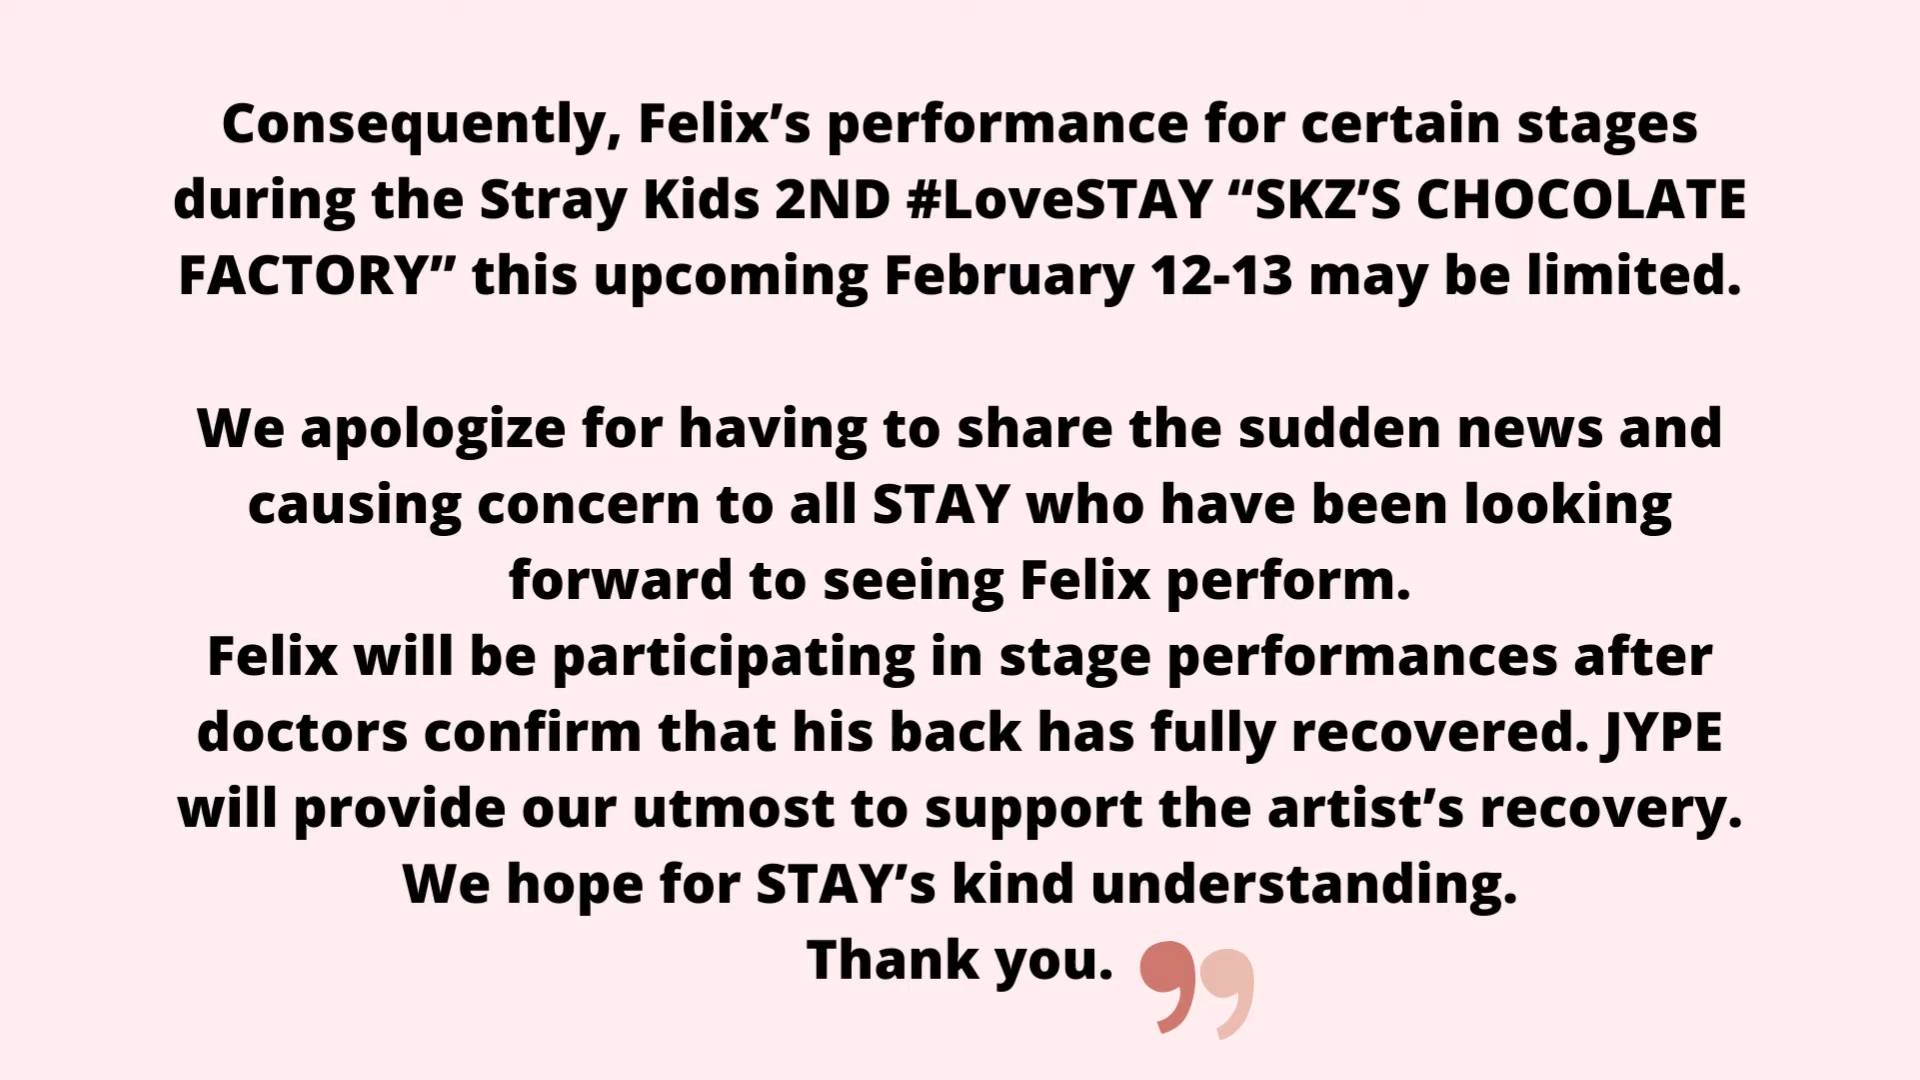 Consequently, Felix’s performance for certain stages
during the Stray Kids 2ND #LoveSTAY “SKZ’S CHOCOLATE
FACTORY” this upcoming February 12-13 may be limited.
We apologize for having to share the sudden news and
causing concern to all STAY who have been looking
forward to seeing Felix perform.
Felix will be participating in stage performances after
doctors confirm that his back has fully recovered. JYPE
will provide our utmost to support the artist’s recovery.
We hope for STAY’s kind understanding.
Thank you. ”